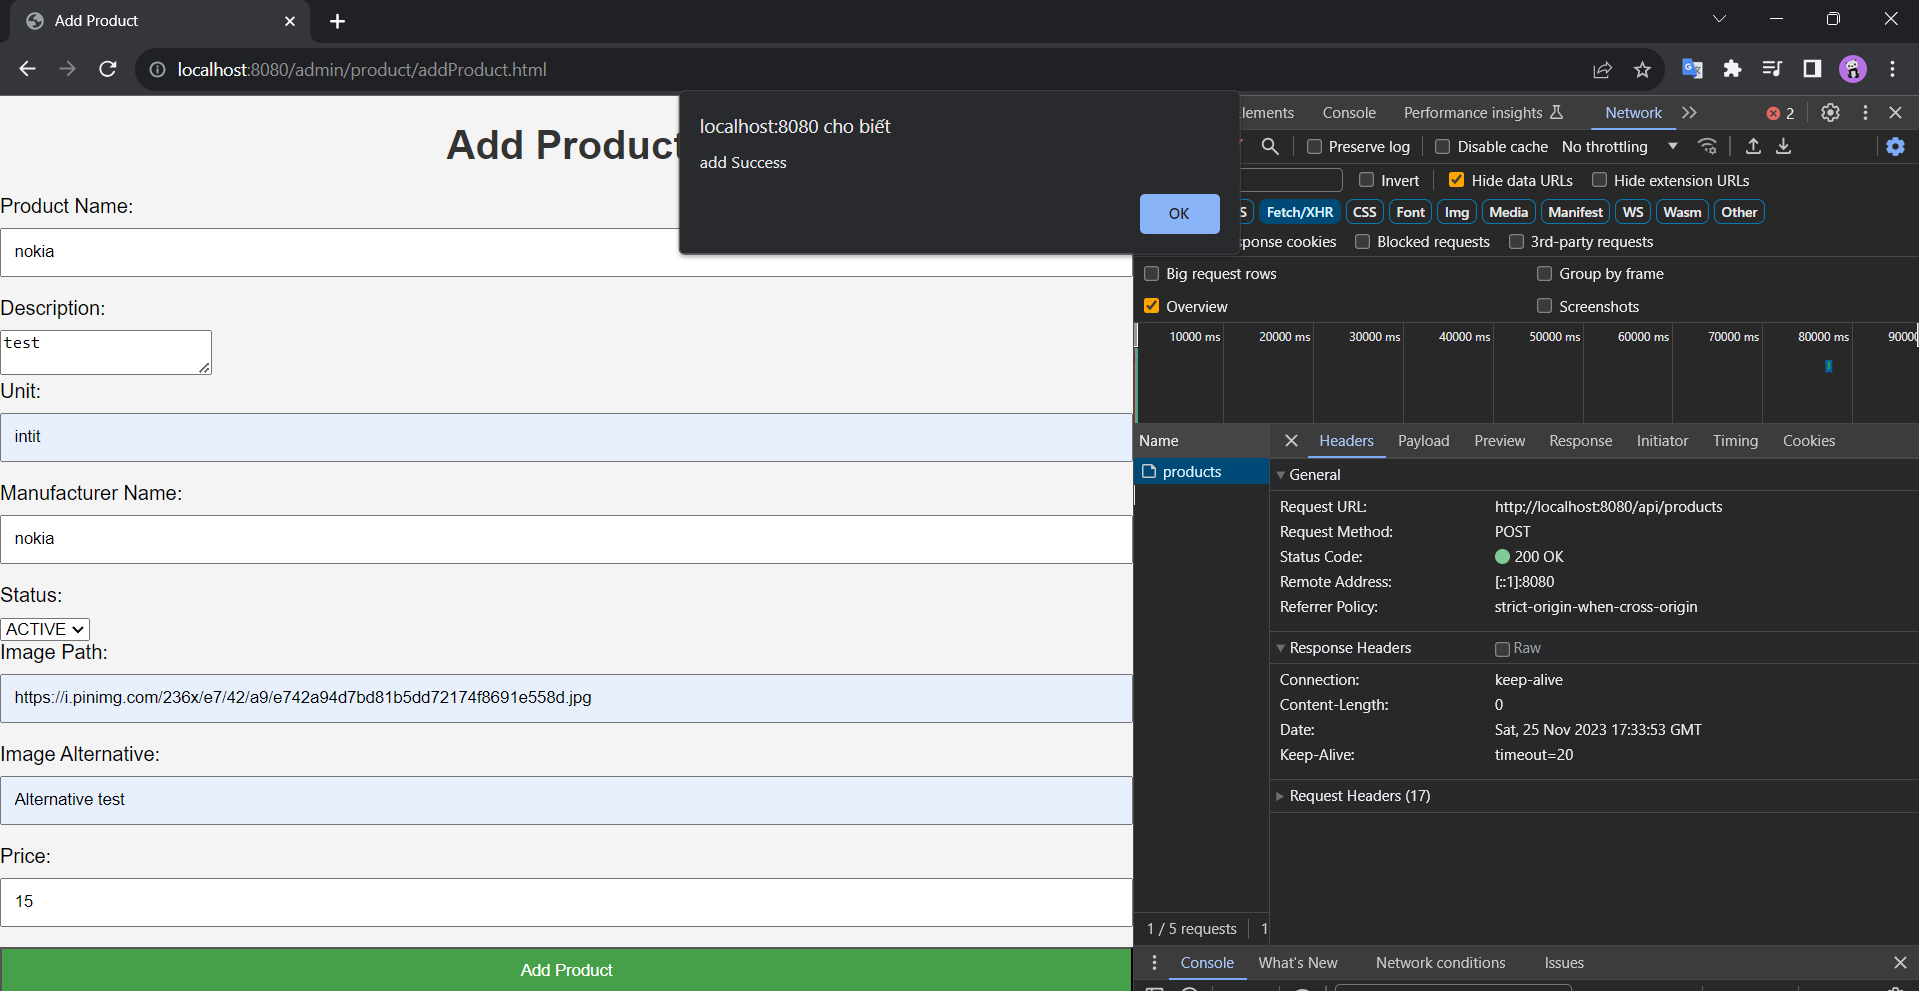 Add Product
localhost:8080/admin/product/addProduct.html
Add Product
Product Name:
nokia
Description:
test
Unit:
intit
Manufacturer Name:
nokia
Status:
ACTIVE
Image Path:
https://i.pinimg.com/236x/e7/42/a9/e742a94d7bd81b5dd72174f8691e558d.jpg
Image Alternative:
Alternative test
Price:
15
Add Product
localhost:8080 cho biết
add Success
OK
lements Console Performance insights Network 2
Preserve log Disable cache No throttling
Invert Hide data URLs Hide extension URLs
S Fetch/XHR CSS Font Img Media Manifest WS Wasm Other
sponse cookies Blocked requests 3rd-party requests
Big request rows Group by frame
Overview Screenshots
10000 ms 20000 ms 30000 ms 40000 ms 50000 ms 60000 ms 70000 ms 80000 ms 9000
Name Headers Payload Preview Response Initiator Timing Cookies
products
General
Request URL: http://localhost:8080/api/products
Request Method: POST
Status Code: 200 OK
Remote Address: [::1]:8080
Referrer Policy: strict-origin-when-cross-origin
Response Headers Raw
Connection: keep-alive
Content-Length: 0
Date: Sat, 25 Nov 2023 17:33:53 GMT
Keep-Alive: timeout=20
Request Headers (17)
1 / 5 requests 1
Console What's New Network conditions Issues